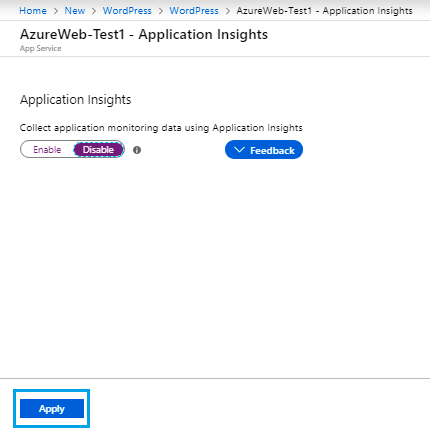 Home > New > WordPress > WordPress > AzureWeb-Test1 - Application Insights
AzureWeb-Test1 - Application Insights
App Service
Application Insights
Collect application monitoring data using Application Insights
Enable Disable Feedback
Apply